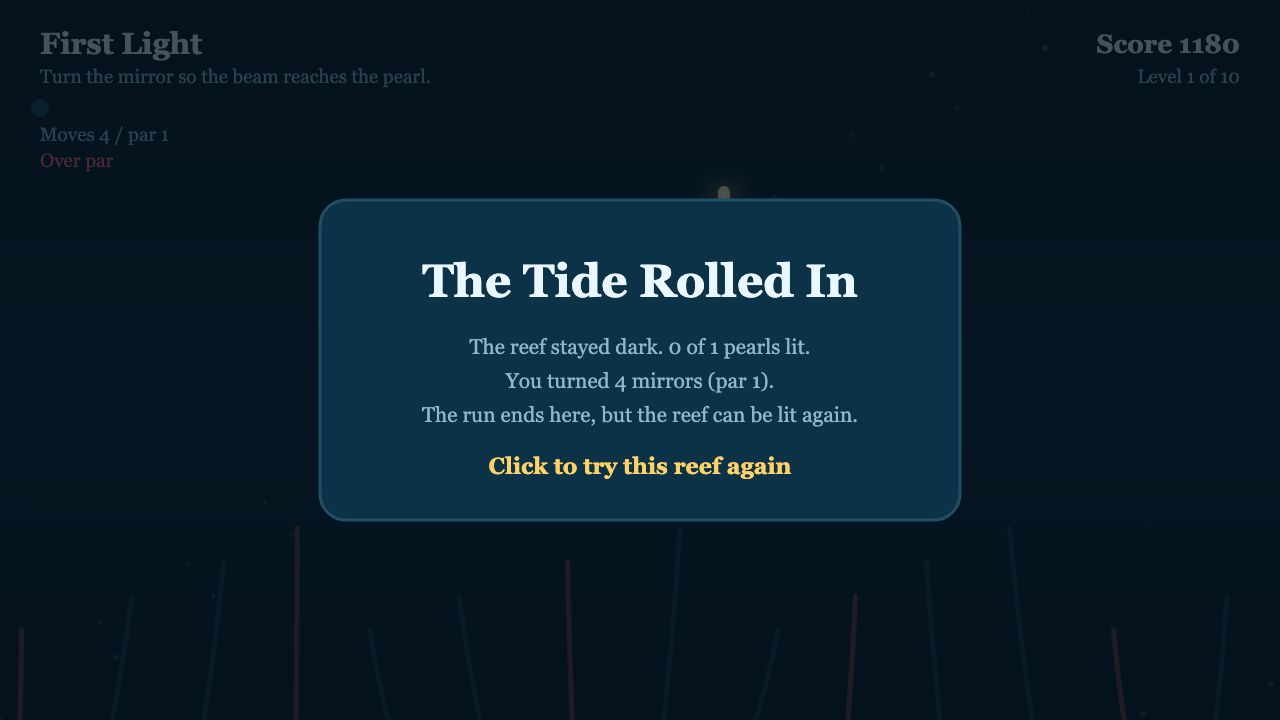 First Light
Turn the mirror so the beam reaches the pearl.
Moves 4 / par 1
Over par
Score 1180
Level 1 of 10
The Tide Rolled In
The reef stayed dark. 0 of 1 pearls lit.
You turned 4 mirrors (par 1).
The run ends here, but the reef can be lit again.
Click to try this reef again